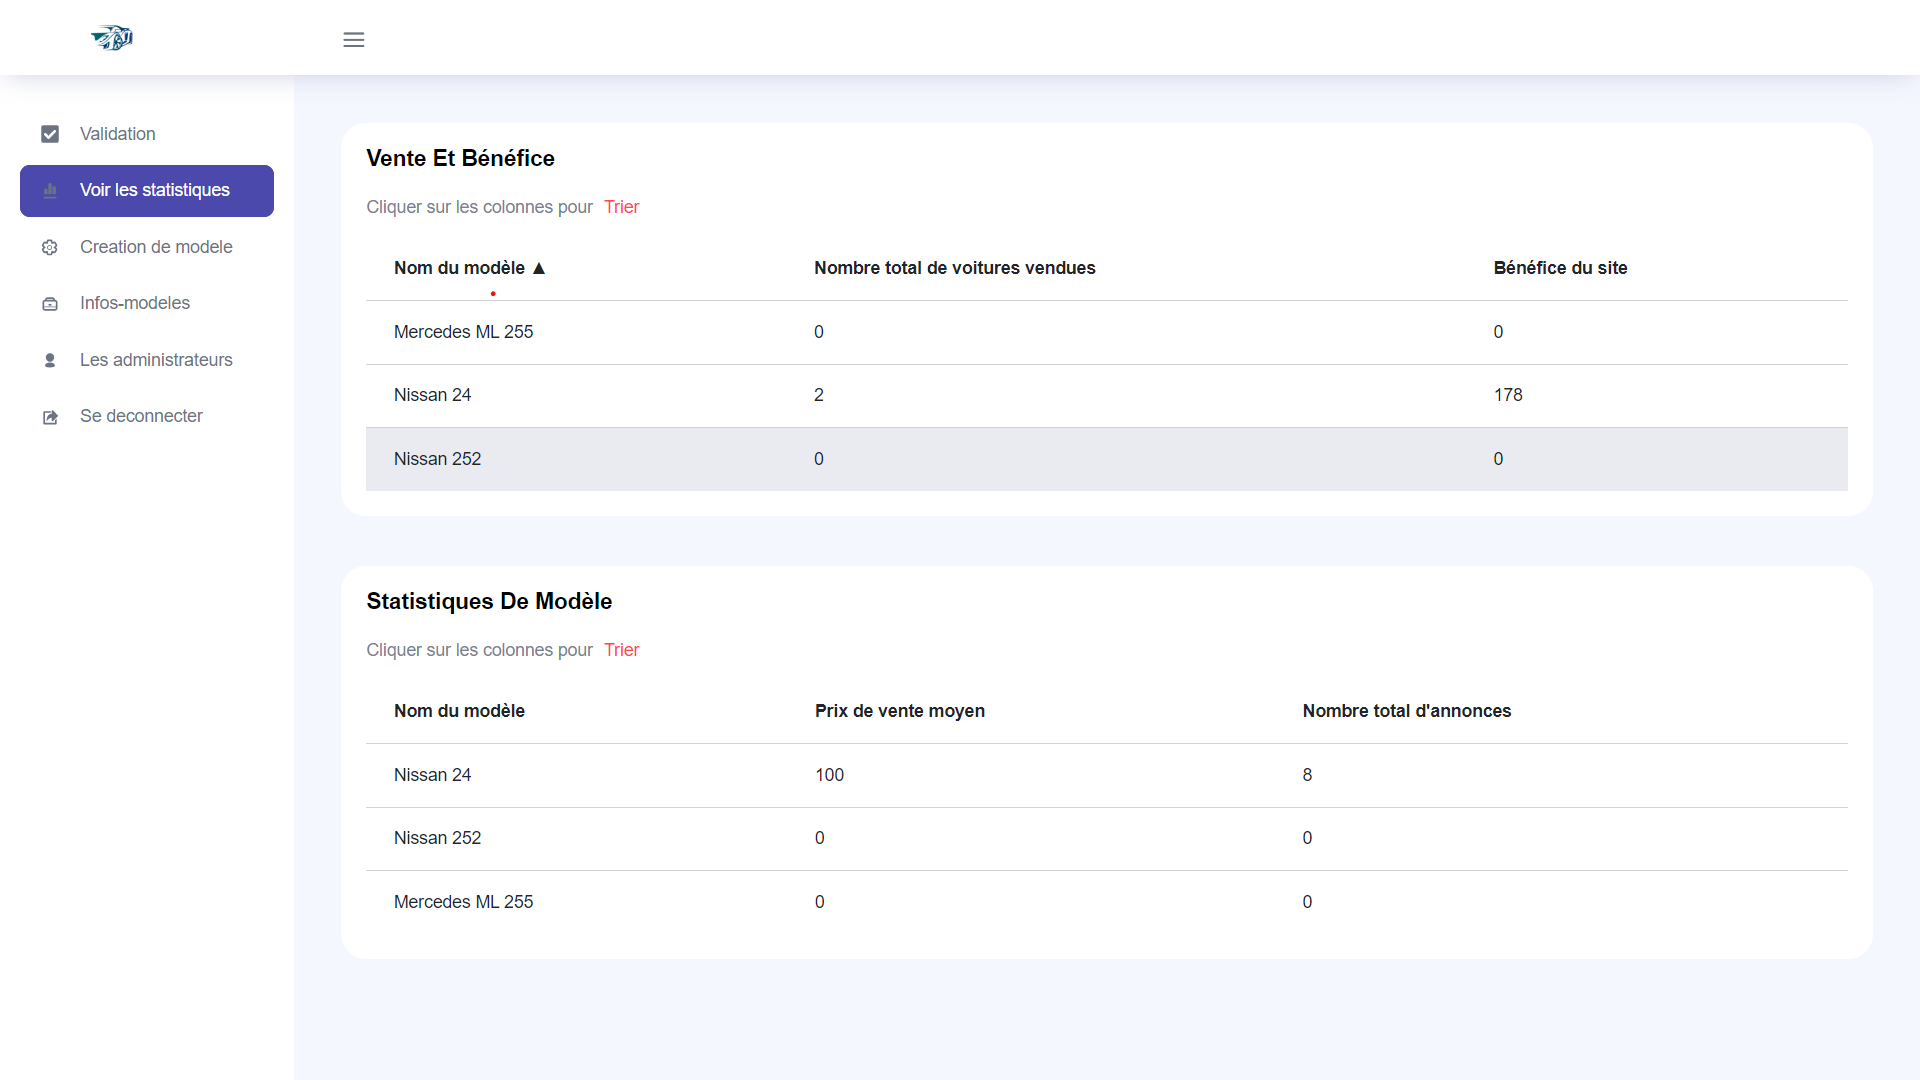 Validation
Voir les statistiques
Creation de modele
Infos-modeles
Les administrateurs
Se deconnecter
Vente Et Bénéfice
Cliquer sur les colonnes pour Trier
Nom du modèle ▲ Nombre total de voitures vendues Bénéfice du site
Mercedes ML 255 0 0
Nissan 24 2 178
Nissan 252 0 0
Statistiques De Modèle
Cliquer sur les colonnes pour Trier
Nom du modèle Prix de vente moyen Nombre total d'annonces
Nissan 24 100 8
Nissan 252 0 0
Mercedes ML 255 0 0